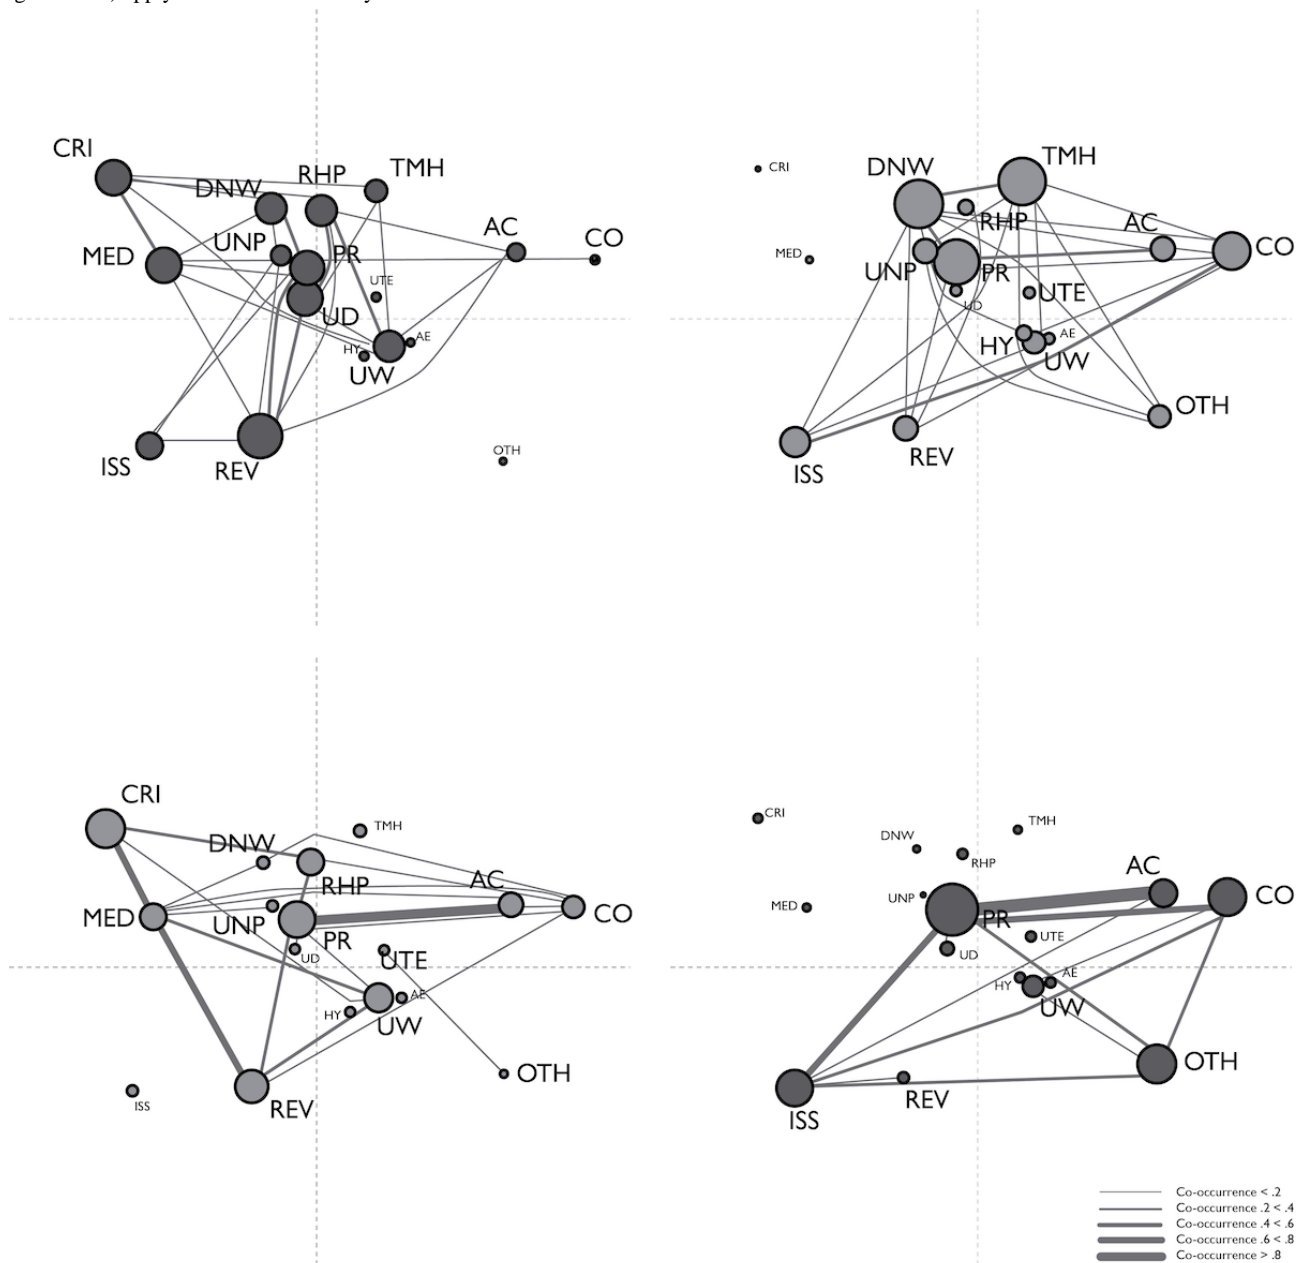 CRI
TMH
RHP
DNW
AC
CO
UNP
MED
PR
UTE
UD
AE
HY
UW
OTH
ISS
REV
TMH
DNW
CRI
RHP
AC
CO
MED
UNP
PR
UTE
UD
AE
HY
UW
OTH
REV
ISS
CRI
TMH
DNW
RHP
AC
CO
MED
UNP
PR
UD
UTE
AE
HY
UW
OTH
ISS
REV
CRI
TMH
DNW
RHP
AC
CO
UNP
MED
PR
UTE
UD
AE
HY
UW
OTH
REV
ISS
Co-occurrence < .2
Co-occurrence .2 < .4
Co-occurrence .4 < .6
Co-occurrence .6 < .8
Co-occurrence > .8